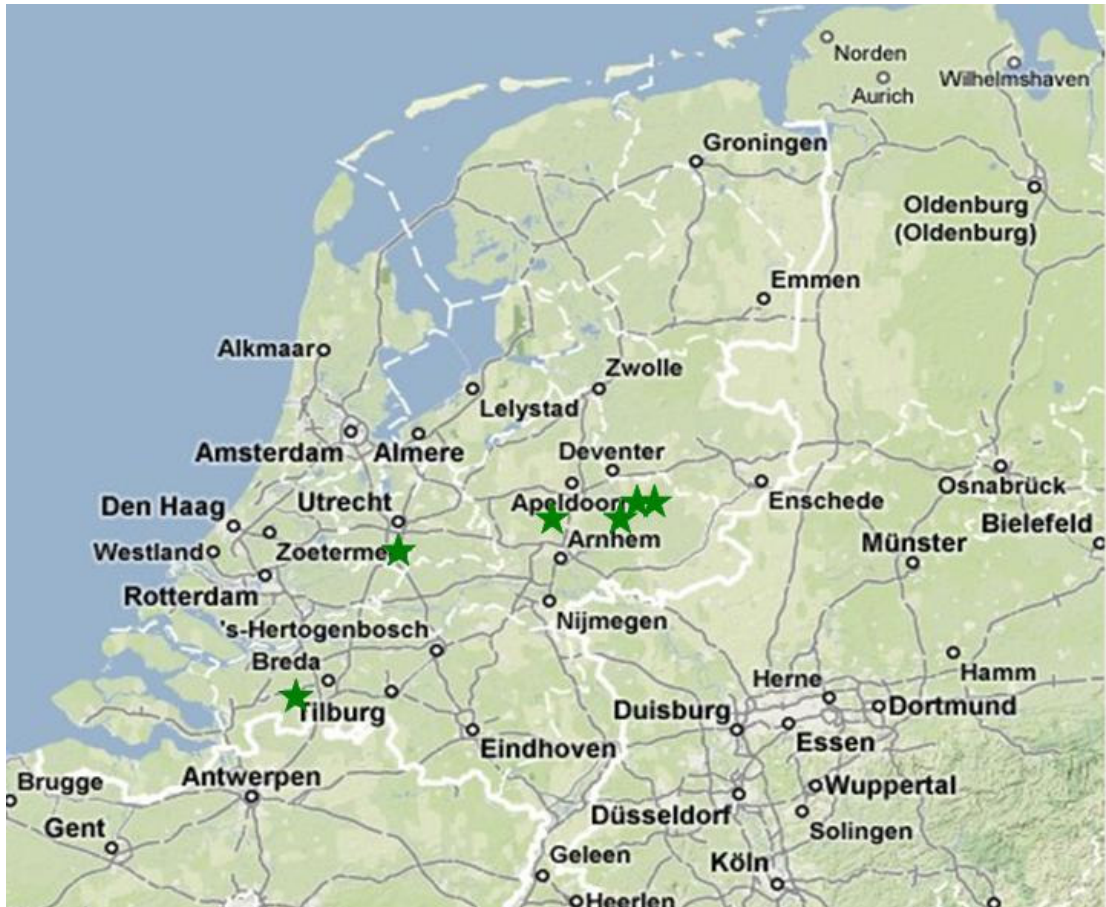 Norden
Wilhelmshaven
Aurich
Groningen
Oldenburg
(Oldenburg)
Emmen
Alkmaar
Zwolle
Lelystad
Amsterdam
Almere
Deventer
Osnabrück
Enschede
Apeldoorn
Utrecht
Den Haag
Bielefeld
Arnhem
Münster
Westland
Zoeterme
Rotterdam
Nijmegen
's-Hertogenbosch
Breda
Hamm
Herne
Dortmund
Tilburg
Duisburg
Essen
Eindhoven
Antwerpen
Brugge
Wuppertal
Düsseldorf
Gent
Solingen
Geleen
Köln
Heerlen